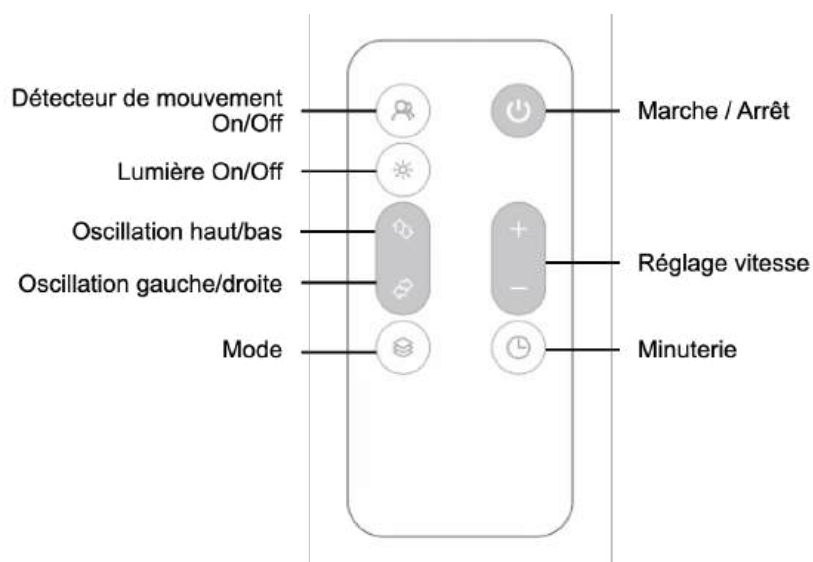 Détecteur de mouvement
On/Off
Lumière On/Off
Oscillation haut/bas
Oscillation gauche/droite
Mode
Marche / Arrêt
Réglage vitesse
Minuterie